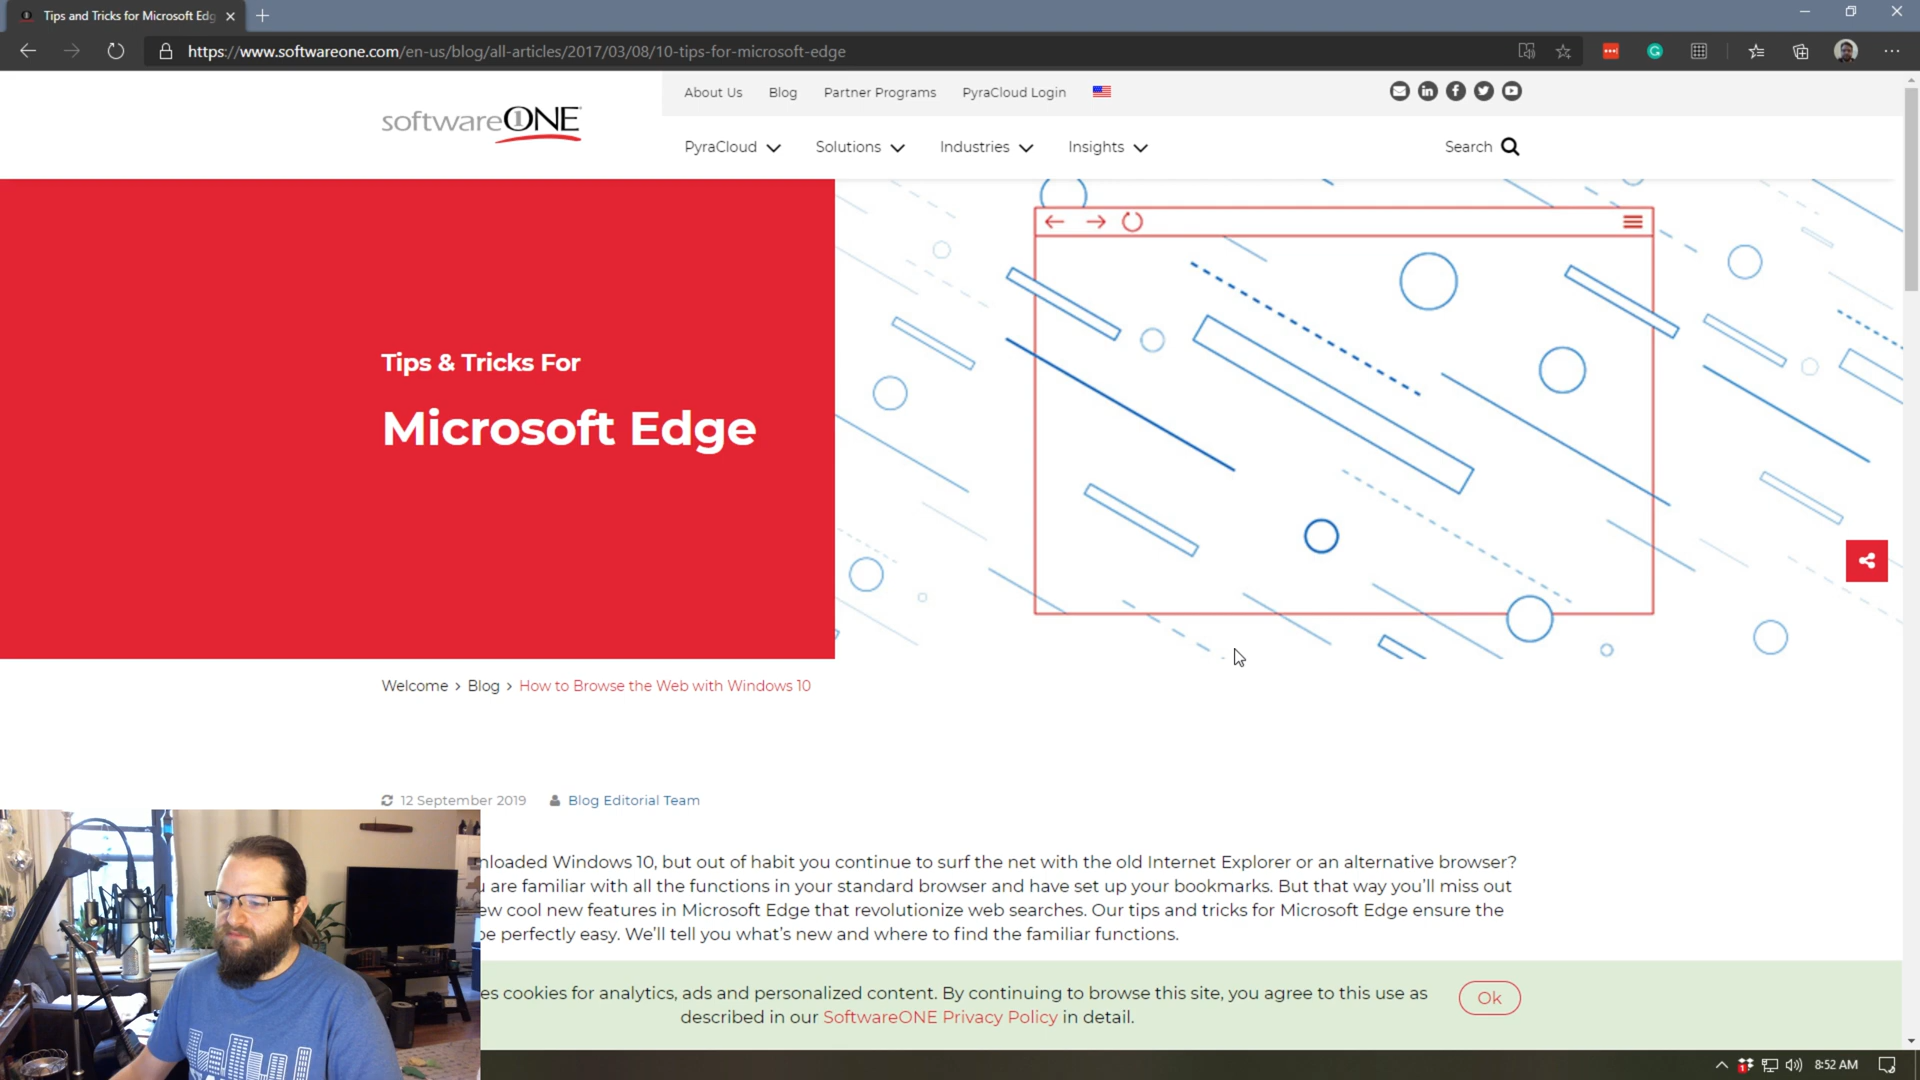 Tips and Tricks for Microsoft Edg
https://www.softwareone.com/en-us/blog/all-articles/2017/03/08/10-tips-for-microsoft-edge
About Us Blog Partner Programs PyraCloud Login
softwareONE
PyraCloud Solutions Industries Insights Search
Tips & Tricks For
Microsoft Edge
Welcome > Blog > How to Browse the Web with Windows 10
12 September 2019 Blog Editorial Team
nloaded Windows 10, but out of habit you continue to surf the net with the old Internet Explorer or an alternative browser?
u are familiar with all the functions in your standard browser and have set up your bookmarks. But that way you'll miss out
ew cool new features in Microsoft Edge that revolutionize web searches. Our tips and tricks for Microsoft Edge ensure the
be perfectly easy. We'll tell you what's new and where to find the familiar functions.
es cookies for analytics, ads and personalized content. By continuing to browse this site, you agree to this use as
described in our SoftwareONE Privacy Policy in detail.
Ok
8:52 AM